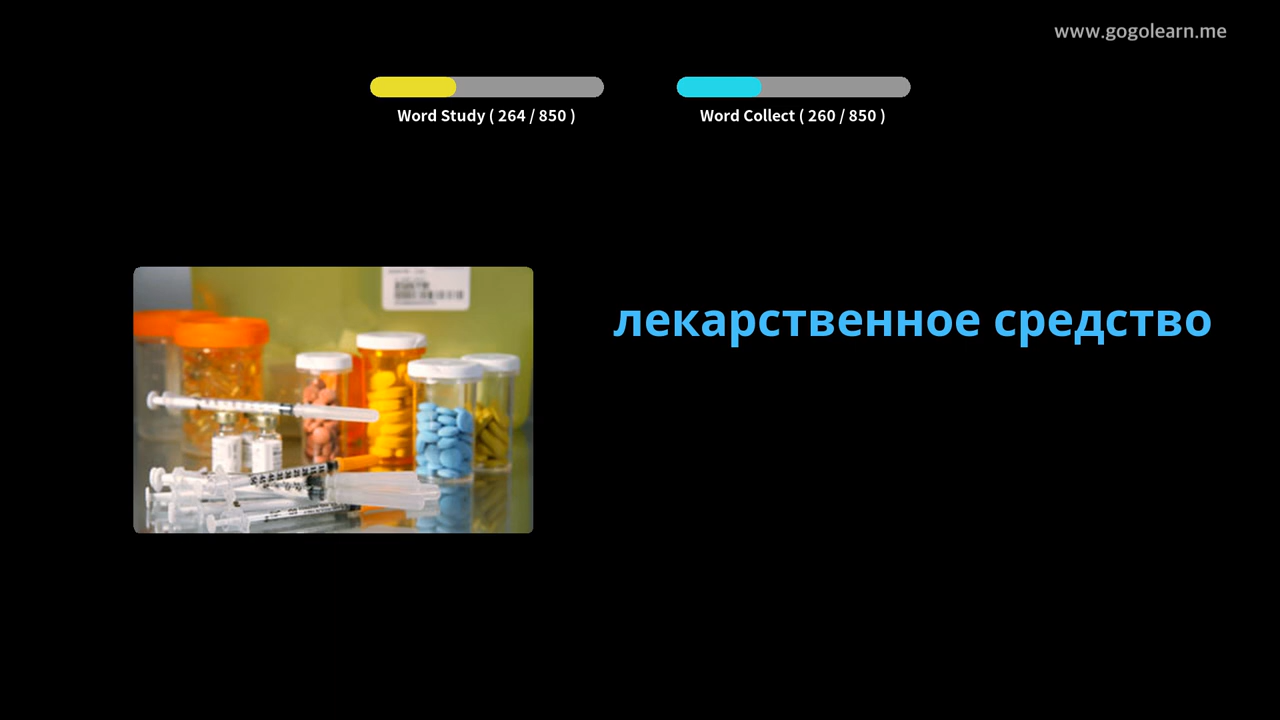 www.gogolearn.me
Word Study ( 264 / 850 )
Word Collect ( 260 / 850 )
лекарственное средство